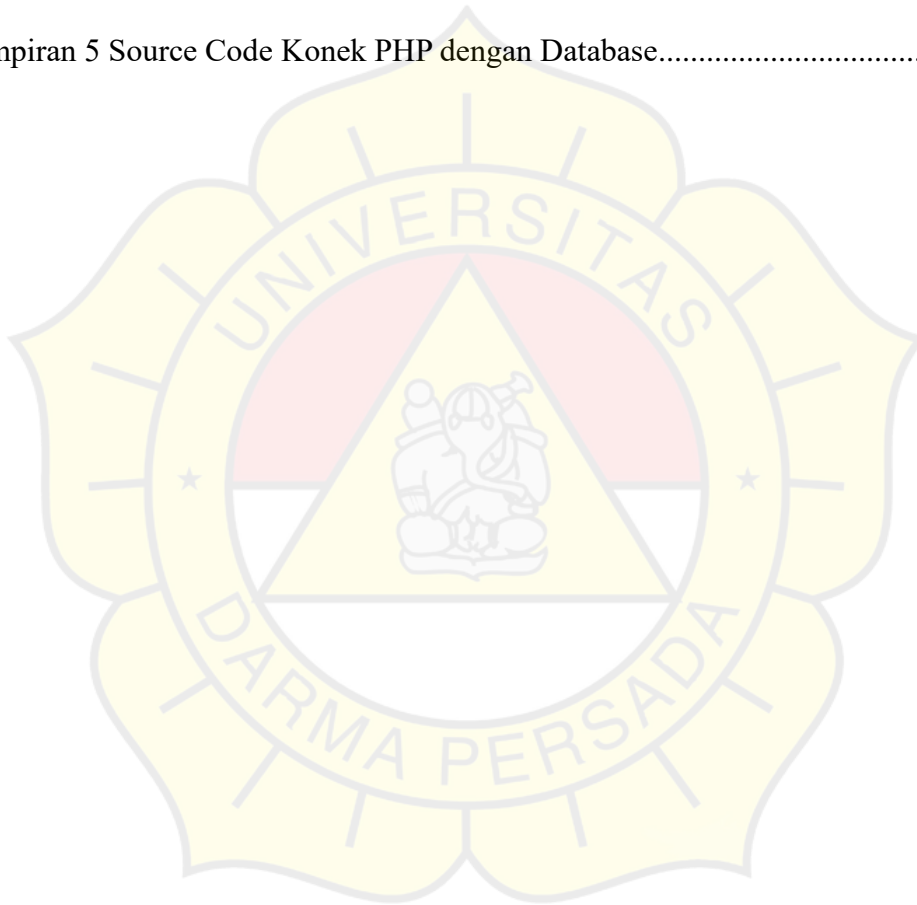 mpiran 5 Source Code Konek PHP dengan Database................................
UNIVERSITAS
DARMA PERSADA